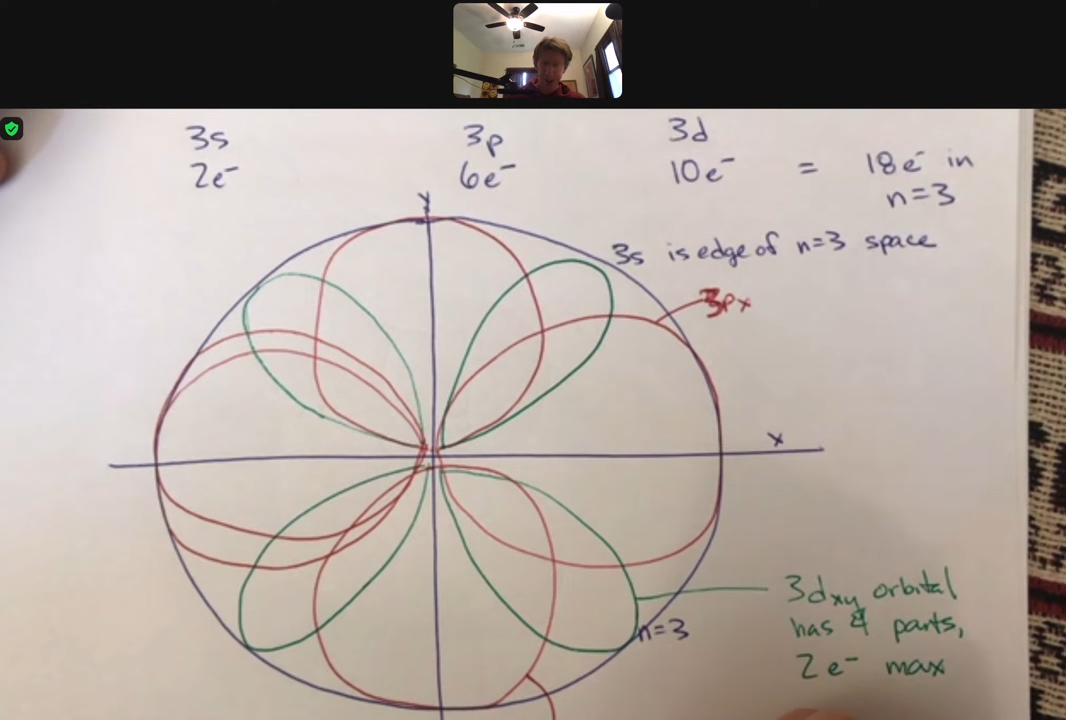 3s 3p 3d
2e⁻ 6e⁻ 10e⁻ = 18e⁻ in
n=3
y
3s is edge of n=3 space
3px
x
3dxy orbital
has 4 parts,
2e⁻ max
n=3